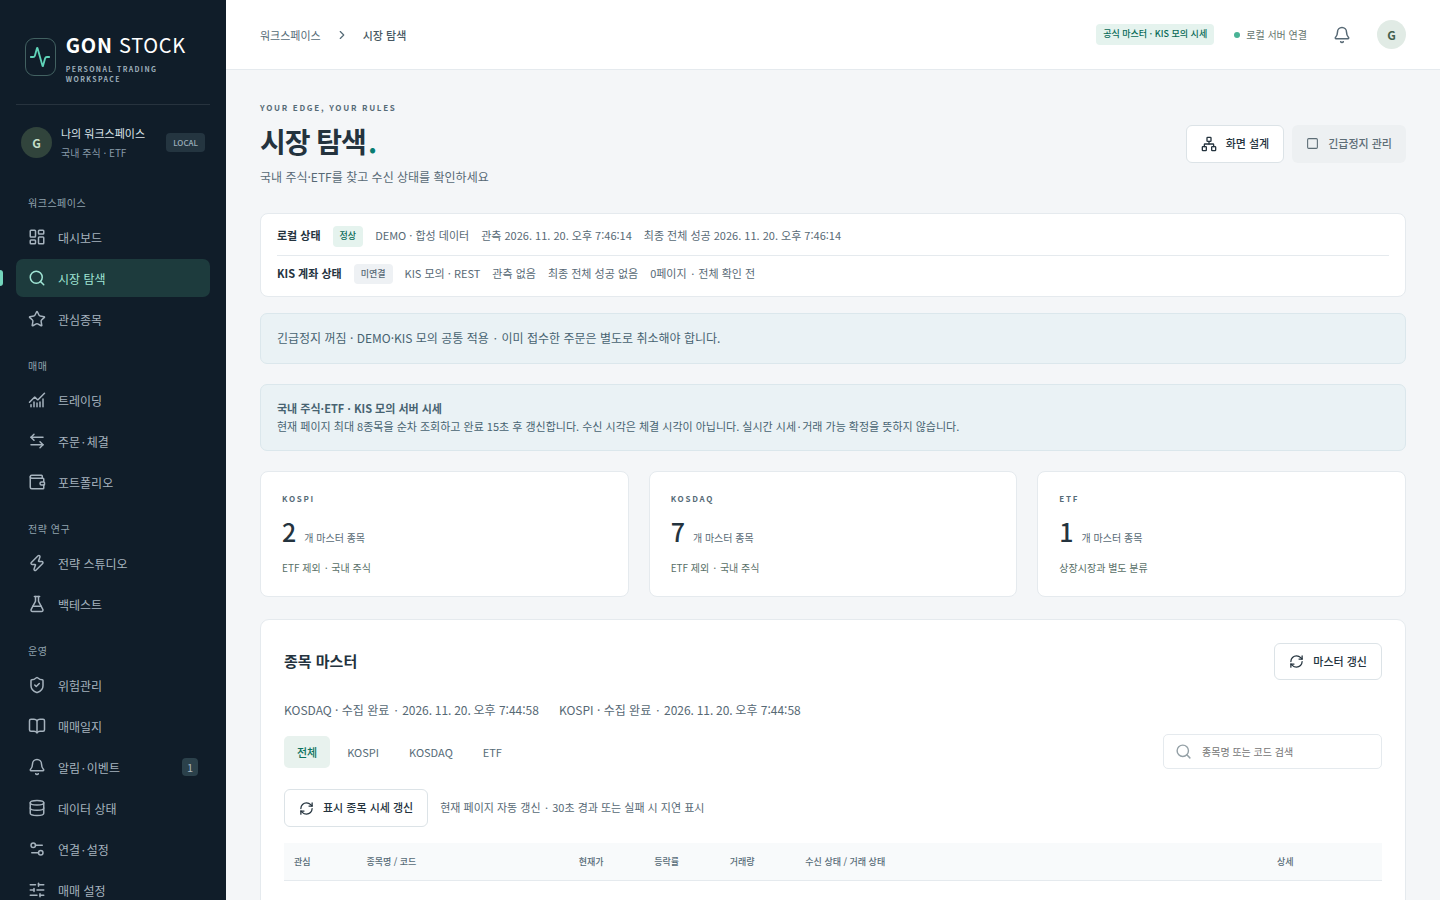 GON STOCK
PERSONAL TRADING
WORKSPACE
G
나의 워크스페이스
국내 주식 · ETF
LOCAL
워크스페이스
대시보드
시장 탐색
관심종목
매매
트레이딩
주문·체결
포트폴리오
전략 연구
전략 스튜디오
백테스트
운영
위험관리
매매일지
알림·이벤트
1
데이터 상태
연결·설정
매매 설정
워크스페이스 > 시장 탐색
공식 마스터 · KIS 모의 시세
로컬 서버 연결
G
YOUR EDGE, YOUR RULES
시장 탐색.
국내 주식·ETF를 찾고 수신 상태를 확인하세요
화면 설계
긴급정지 관리
로컬 상태 정상 DEMO · 합성 데이터 관측 2026. 11. 20. 오후 7:46:14 최종 전체 성공 2026. 11. 20. 오후 7:46:14
KIS 계좌 상태 미연결 KIS 모의 · REST 관측 없음 최종 전체 성공 없음 0페이지 · 전체 확인 전
긴급정지 꺼짐 · DEMO·KIS 모의 공통 적용 · 이미 접수한 주문은 별도로 취소해야 합니다.
국내 주식·ETF · KIS 모의 서버 시세
현재 페이지 최대 8종목을 순차 조회하고 완료 15초 후 갱신합니다. 수신 시각은 체결 시각이 아닙니다. 실시간 시세·거래 가능 확정을 뜻하지 않습니다.
KOSPI
2 개 마스터 종목
ETF 제외 · 국내 주식
KOSDAQ
7 개 마스터 종목
ETF 제외 · 국내 주식
ETF
1 개 마스터 종목
상장시장과 별도 분류
종목 마스터
마스터 갱신
KOSDAQ · 수집 완료 · 2026. 11. 20. 오후 7:44:58 KOSPI · 수집 완료 · 2026. 11. 20. 오후 7:44:58
전체 KOSPI KOSDAQ ETF
종목명 또는 코드 검색
표시 종목 시세 갱신
현재 페이지 자동 갱신 · 30초 경과 또는 실패 시 지연 표시
관심 종목명 / 코드 현재가 등락률 거래량 수신 상태 / 거래 상태 상세